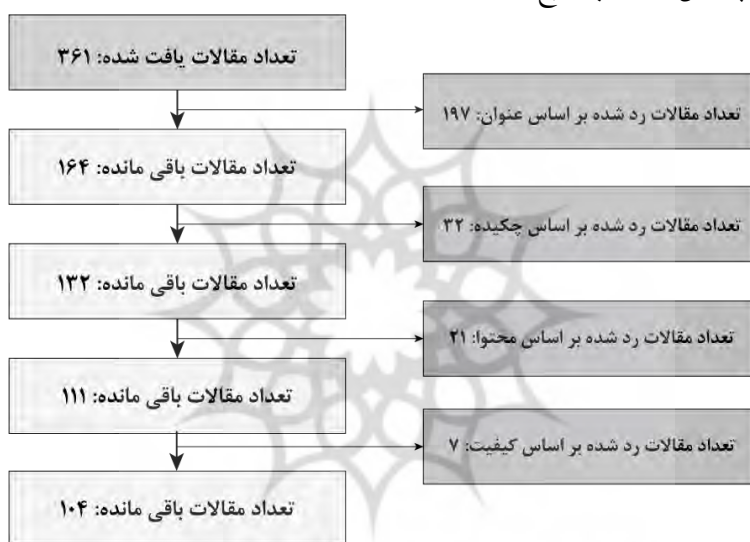 تعداد مقالات یافت شده: ۳۶۱
تعداد مقالات رد شده بر اساس عنوان: ۱۹۷
تعداد مقالات باقی مانده: ۱۶۴
تعداد مقالات رد شده بر اساس چکیده: ۳۲
تعداد مقالات باقی مانده: ۱۳۲
تعداد مقالات رد شده بر اساس محتوا: ۲۱
تعداد مقالات باقی مانده: ۱۱۱
تعداد مقالات رد شده بر اساس کیفیت: ۷
تعداد مقالات باقی مانده: ۱۰۴